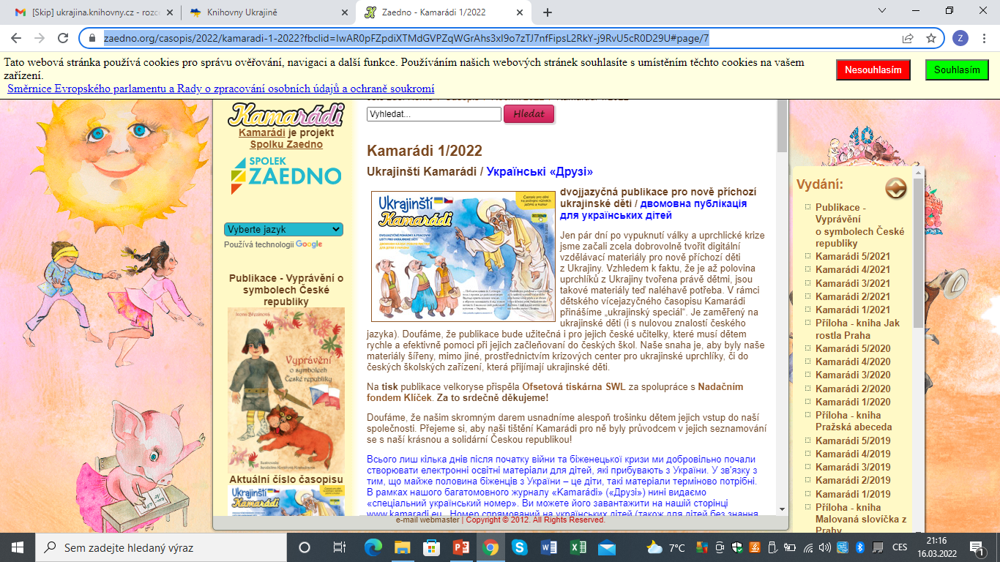 [Skip] ukrajina.knihovny.cz - rozce
Knihovny Ukrajině
Zaedno - Kamarádi 1/2022
zaedno.org/casopis/2022/kamaradi-1-2022?fbclid=IwAR0pFZpdiXTMdGVPZqWGrAhs3xI9o7zTJ7nfFipsL2RkY-j9RvU5cR0D29U#page/7
Z
Tato webová stránka používá cookies pro správu ověřování, navigaci a další funkce. Používáním našich webových stránek souhlasíte s umístěním těchto cookies na vašem
zařízení.
Směrnice Evropského parlamentu a Rady o zpracování osobních údajů a ochraně soukromí
Nesouhlasím
Souhlasím
Kamarádi
Kamarádi je projekt
Spolku Zaedno
SPOLEK
ZAEDNO
Vyberte jazyk
Používá technologii Google
Publikace - Vyprávění o
symbolech České
republiky
Ivona Březinová
Vyprávění
o symbolech
České republiky
Aktuální číslo časopisu
Ukrajinští
Vyhledat...
Hledat
Kamarádi 1/2022
Ukrajinští Kamarádi / Українські «Друзі»
Ukrajinští
Kamarádi
dvojjazyčná publikace pro nově příchozí
ukrajinské děti / двомовна публікація
для українських дітей
Jen pár dní po vypuknutí války a uprchlické krize
jsme začali zcela dobrovolně tvořit digitální
vzdělávací materiály pro nově příchozí děti
z Ukrajiny. Vzhledem k faktu, že je až polovina
uprchlíků z Ukrajiny tvořena právě dětmi, jsou
takové materiály teď naléhavě potřeba. V rámci
dětského vícejazyčného časopisu Kamarádi
přinášíme „ukrajinský speciál“. Je zaměřený na
ukrajinské děti (i s nulovou znalostí českého
jazyka). Doufáme, že publikace bude užitečná i pro jejich české učitelky, které musí dětem
rychle a efektivně pomoci při jejich začleňovaní do českých škol. Naše snaha je, aby byly naše
materiály šířeny, mimo jiné, prostřednictvím krizových center pro ukrajinské uprchlíky, či do
českých školských zařízení, která přijímají ukrajinské děti.
Na tisk publikace velkoryse přispěla Ofsetová tiskárna SWL za spolupráce s Nadačním
fondem Klíček. Za to srdečně děkujeme!
Doufáme, že našim skromným darem usnadníme alespoň trošinku dětem jejich vstup do naší
společnosti. Přejeme si, aby naši tištění Kamarádi pro ně byly průvodcem v jejich seznamování
se s naší krásnou a solidární Českou republikou!
Всього лиш кілька днів після початку війни та біженецької кризи ми добровільно почали
створювати електронні освітні матеріали для дітей, які прибувають з України. У зв'язку з
тим, що майже половина біженців з України – це діти, такі матеріали терміново потрібні.
В рамках нашого багатомовного журналу «Kamarádi» («Друзі») нині видаємо
«спеціальний український номер». Ви можете його завантажити на нашій сторінці
www.kamaradi.eu . Номер спрямований на українських дітей (також для дітей без знання
e-mail webmaster | Copyright © 2012. All Rights Reserved.
10
Vydání:
Publikace -
Vyprávění
o symbolech České
republiky
Kamarádi 5/2021
Kamarádi 4/2021
Kamarádi 3/2021
Kamarádi 2/2021
Kamarádi 1/2021
Příloha - kniha Jak
rostla Praha
Kamarádi 5/2020
Kamarádi 4/2020
Kamarádi 3/2020
Kamarádi 2/2020
Kamarádi 1/2020
Příloha - kniha
Pražská abeceda
Kamarádi 5/2019
Kamarádi 4/2019
Kamarádi 3/2019
Kamarádi 2/2019
Kamarádi 1/2019
Příloha - kniha
Malovaná slovíčka z
Prahy
Sem zadejte hledaný výraz
7°C
CES
21:16
16.03.2022
1